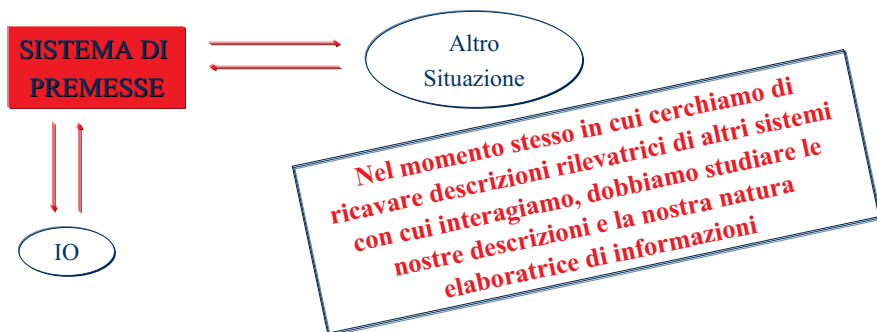 SISTEMA DI
PREMESSE
Altro
Situazione
Nel momento stesso in cui cerchiamo di
ricavare descrizioni rilevatrici di altri sistemi
con cui interagiamo, dobbiamo studiare le
nostre descrizioni e la nostra natura
elaboratrice di informazioni
IO